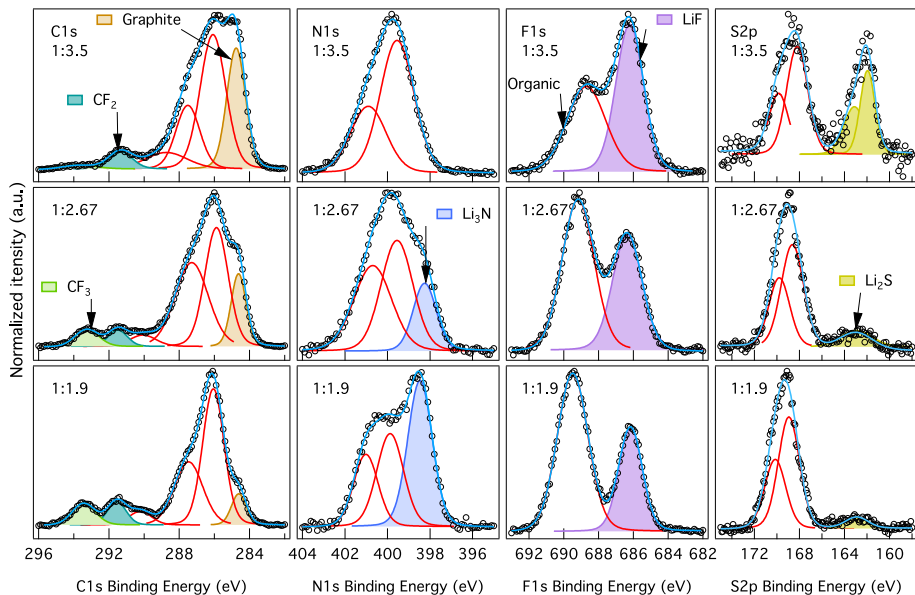 C1s
1:3.5
Graphite
CF2
N1s
1:3.5
F1s
1:3.5
LiF
Organic
S2p
1:3.5
Normalized itensity (a.u.)
1:2.67
CF3
1:2.67
Li3N
1:2.67
1:2.67
Li2S
1:1.9
1:1.9
1:1.9
1:1.9
296 292 288 284
404 402 400 398 396
692 690 688 686 684 682
172 168 164 160
C1s Binding Energy (eV)
N1s Binding Energy (eV)
F1s Binding Energy (eV)
S2p Binding Energy (eV)